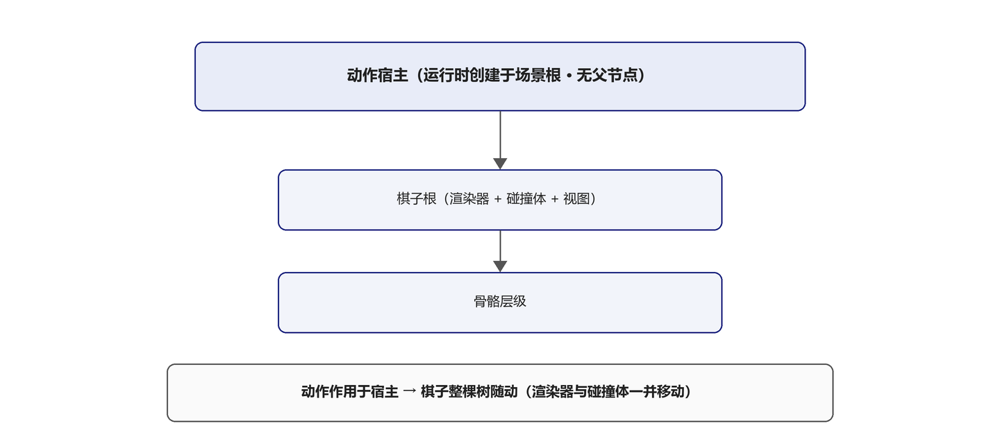 动作宿主（运行时创建于场景根・无父节点）
棋子根（渲染器 + 碰撞体 + 视图）
骨骼层级
动作作用于宿主 → 棋子整棵树随动（渲染器与碰撞体一并移动）